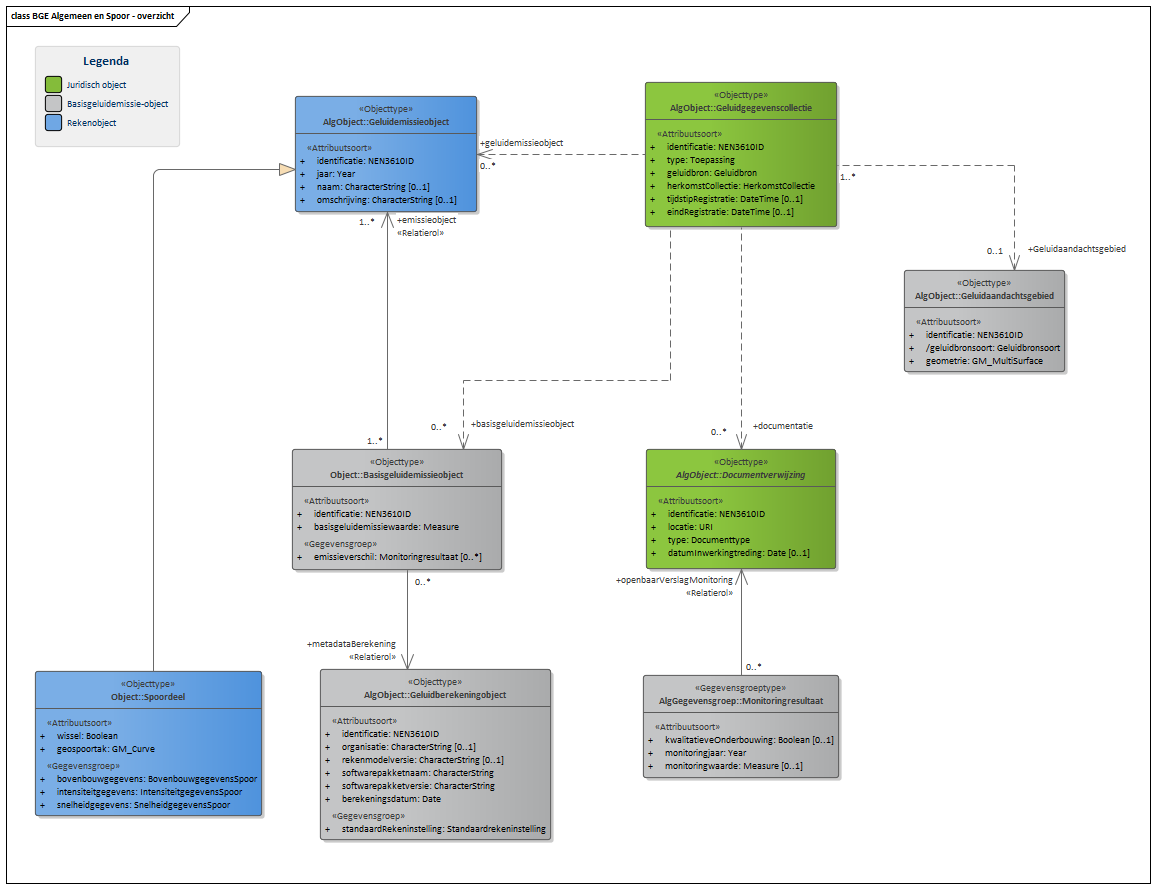 class BGE Algemeen en Spoor - overzicht
Legenda
Juridisch object
Basisgeluidemissie-object
Rekenobject
«Objecttype»
AlgObject::Geluidemissieobject
«Attribuutsoort»
+ identificatie: NEN3610ID
+ jaar: Year
+ naam: CharacterString [0..1]
+ omschrijving: CharacterString [0..1]
+geluidemissieobject
0..*
«Objecttype»
AlgObject::Geluidgegevenscollectie
«Attribuutsoort»
+ identificatie: NEN3610ID
+ type: Toepassing
+ geluidbron: Geluidbron
+ herkomstCollectie: HerkomstCollectie
+ tijdstipRegistratie: DateTime [0..1]
+ eindRegistratie: DateTime [0..1]
1..*
1..*
+emissieobject
«Relatierol»
0..1
+Geluidaandachtsgebied
«Objecttype»
AlgObject::Geluidaandachtsgebied
«Attribuutsoort»
+ identificatie: NEN3610ID
+ /geluidbronsoort: Geluidbronsoort
+ geometrie: GM_MultiSurface
1..*
0..*
+basisgeluidemissieobject
0..*
+documentatie
«Objecttype»
Object::Basisgeluidemissieobject
«Attribuutsoort»
+ identificatie: NEN3610ID
+ basisgeluidemissiewaarde: Measure
«Gegevensgroep»
+ emissieverschil: Monitoringresultaat [0..*]
«Objecttype»
AlgObject::Documentverwijzing
«Attribuutsoort»
+ identificatie: NEN3610ID
+ locatie: URI
+ type: Documenttype
+ datumInwerkingtreding: Date [0..1]
0..*
+metadataBerekening
«Relatierol»
+openbaarVerslagMonitoring
«Relatierol»
0..*
«Objecttype»
Object::Spoordeel
«Attribuutsoort»
+ wissel: Boolean
+ geospoortak: GM_Curve
«Gegevensgroep»
+ bovenbouwgegevens: BovenbouwgegevensSpoor
+ intensiteitgegevens: IntensiteitgegevensSpoor
+ snelheidgegevens: SnelheidgegevensSpoor
«Objecttype»
AlgObject::Geluidberekeningobject
«Attribuutsoort»
+ identificatie: NEN3610ID
+ organisatie: CharacterString [0..1]
+ rekenmodelversie: CharacterString [0..1]
+ softwarepakketnaam: CharacterString
+ softwarepakketversie: CharacterString
+ berekeningsdatum: Date
«Gegevensgroep»
+ standaardRekeninstelling: Standaardrekeninstelling
«Gegevensgroeptype»
AlgGegevensgroep::Monitoringresultaat
«Attribuutsoort»
+ kwalitatieveOnderbouwing: Boolean [0..1]
+ monitoringjaar: Year
+ monitoringwaarde: Measure [0..1]